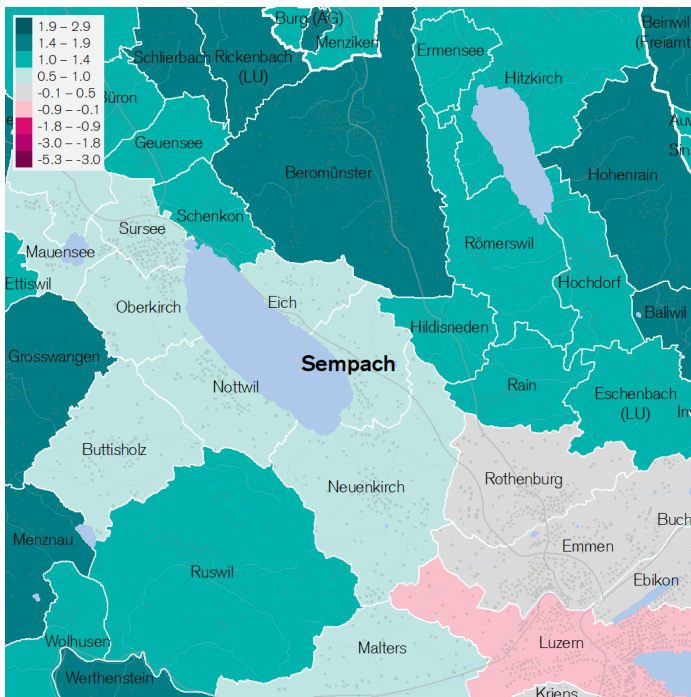 1.9 – 2.9
1.4 – 1.9
1.0 – 1.4
0.5 – 1.0
-0.1 – 0.5
-0.9 – -0.1
-1.8 – -0.9
-3.0 – -1.8
-5.3 – -3.0
Burg (AG)
Menziken
Beinwil
(Freiamt
Schlierbach
Rickenbach
(LU)
Ermensee
Hitzkirch
Büron
Geuensee
Beromünster
Hohenrain
Schenkon
Sursee
Römerswil
Mauensee
Ettiswil
Eich
Hochdorf
Oberkirch
Hildisrieden
Ballwil
Grosswangen
Sempach
Nottwil
Rain
Eschenbach
(LU)
Buttisholz
Neuenkirch
Rothenburg
Menznau
Buch
Emmen
Ruswil
Ebikon
Wolhusen
Malters
Luzern
Werthenstein
Kriens